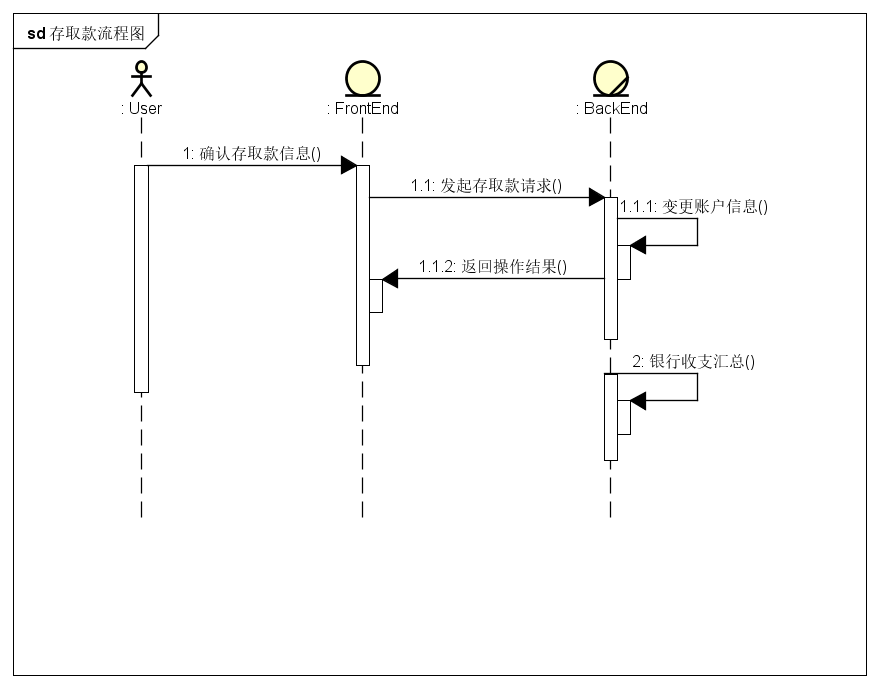 sd 存取款流程图
: User
: FrontEnd
: BackEnd
1: 确认存取款信息()
1.1: 发起存取款请求()
1.1.1: 变更账户信息()
1.1.2: 返回操作结果()
2: 银行收支汇总()